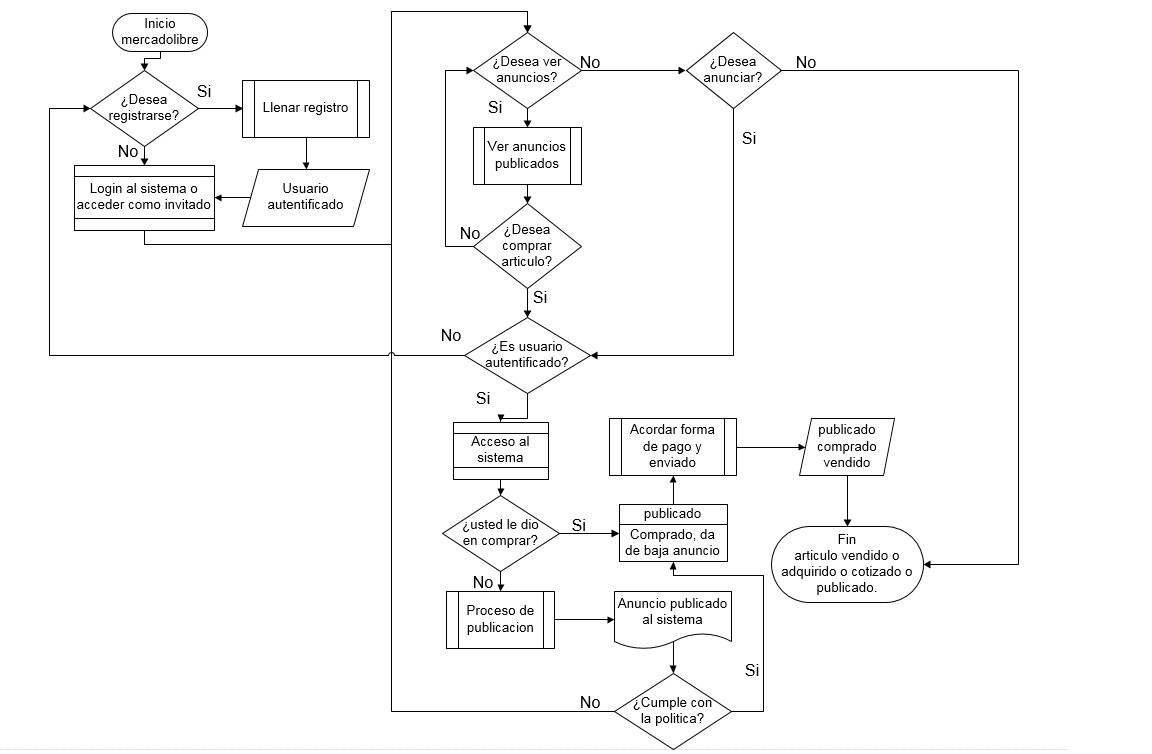 Inicio
mercadolibre
¿Desea
registrarse?
Si
Llenar registro
No
Login al sistema o
acceder como invitado
Usuario
autentificado
¿Desea ver
anuncios?
No
¿Desea
anunciar?
No
Si
Ver anuncios
publicados
Si
No
¿Desea
comprar
articulo?
Si
No
¿Es usuario
autentificado?
Si
Acceso al
sistema
Acordar forma
de pago y
enviado
publicado
comprado
vendido
¿usted le dio
en comprar?
Si
publicado
Comprado, da
de baja anuncio
Fin
articulo vendido o
adquirido o cotizado o
publicado.
No
Proceso de
publicacion
Anuncio publicado
al sistema
Si
No
¿Cumple con
la politica?